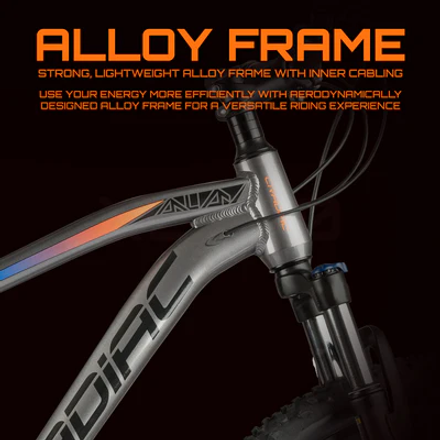 ALLOY FRAME
STRONG, LIGHTWEIGHT ALLOY FRAME WITH INNER CABLING
USE YOUR ENERGY MORE EFFICIENTLY WITH AERODYNAMICALLY
DESIGNED ALLOY FRAME FOR A VERSATILE RIDING EXPERIENCE